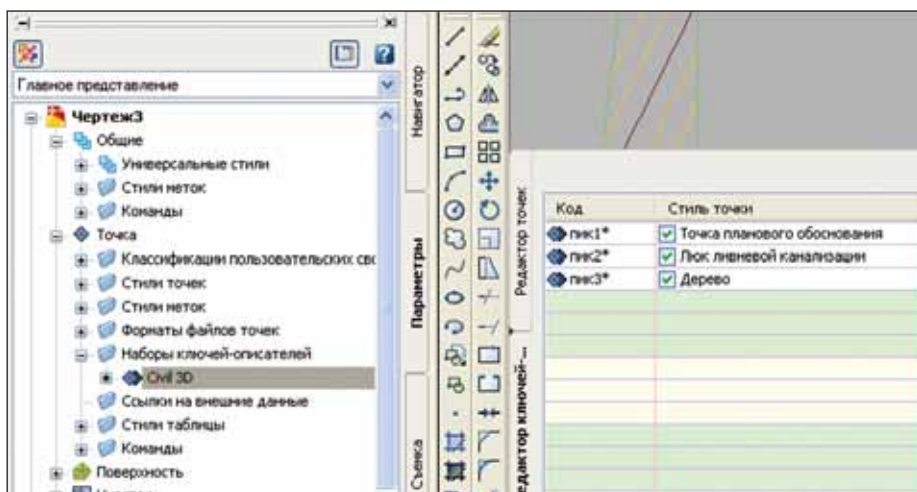 Главное представление
Чертеж3
Общие
Универсальные стили
Стили меток
Команды
Точка
Классификации пользовательских свс
Стили точек
Стили меток
Форматы файлов точек
Наборы ключей-описателей
Civil 3D
Ссылки на внешние данные
Стили таблицы
Команды
Поверхность
Навигатор
Параметры
Съемка
Редактор точек
едактор ключей-...
Код Стиль точки
пик1* Точка планового обоснования
пик2* Люк ливневой канализации
пик3* Дерево